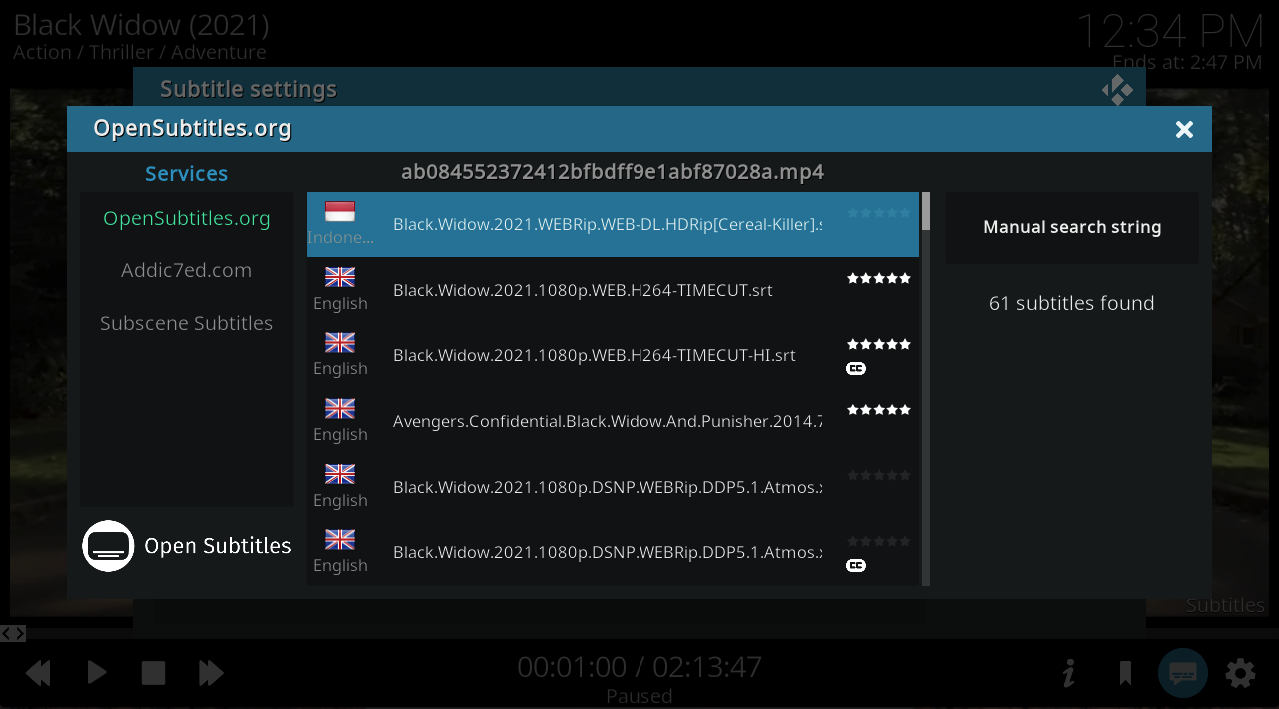 Black Widow (2021)
Action / Thriller / Adventure
12:34 PM
Ends at: 2:47 PM
Subtitle settings
OpenSubtitles.org
Services
OpenSubtitles.org
Addic7ed.com
Subscene Subtitles
Open Subtitles
ab084552372412bfbdff9e1abf87028a.mp4
Indone...
Black.Widow.2021.WEBRip.WEB-DL.HDRip[Cereal-Killer].s
English
Black.Widow.2021.1080p.WEB.H264-TIMECUT.srt
English
Black.Widow.2021.1080p.WEB.H264-TIMECUT-HI.srt
CC
English
Avengers.Confidential.Black.Widow.And.Punisher.2014.7
English
Black.Widow.2021.1080p.DSNP.WEBRip.DDP5.1.Atmos.x
English
Black.Widow.2021.1080p.DSNP.WEBRip.DDP5.1.Atmos.x
CC
Manual search string
61 subtitles found
Subtitles
00:01:00 / 02:13:47
Paused